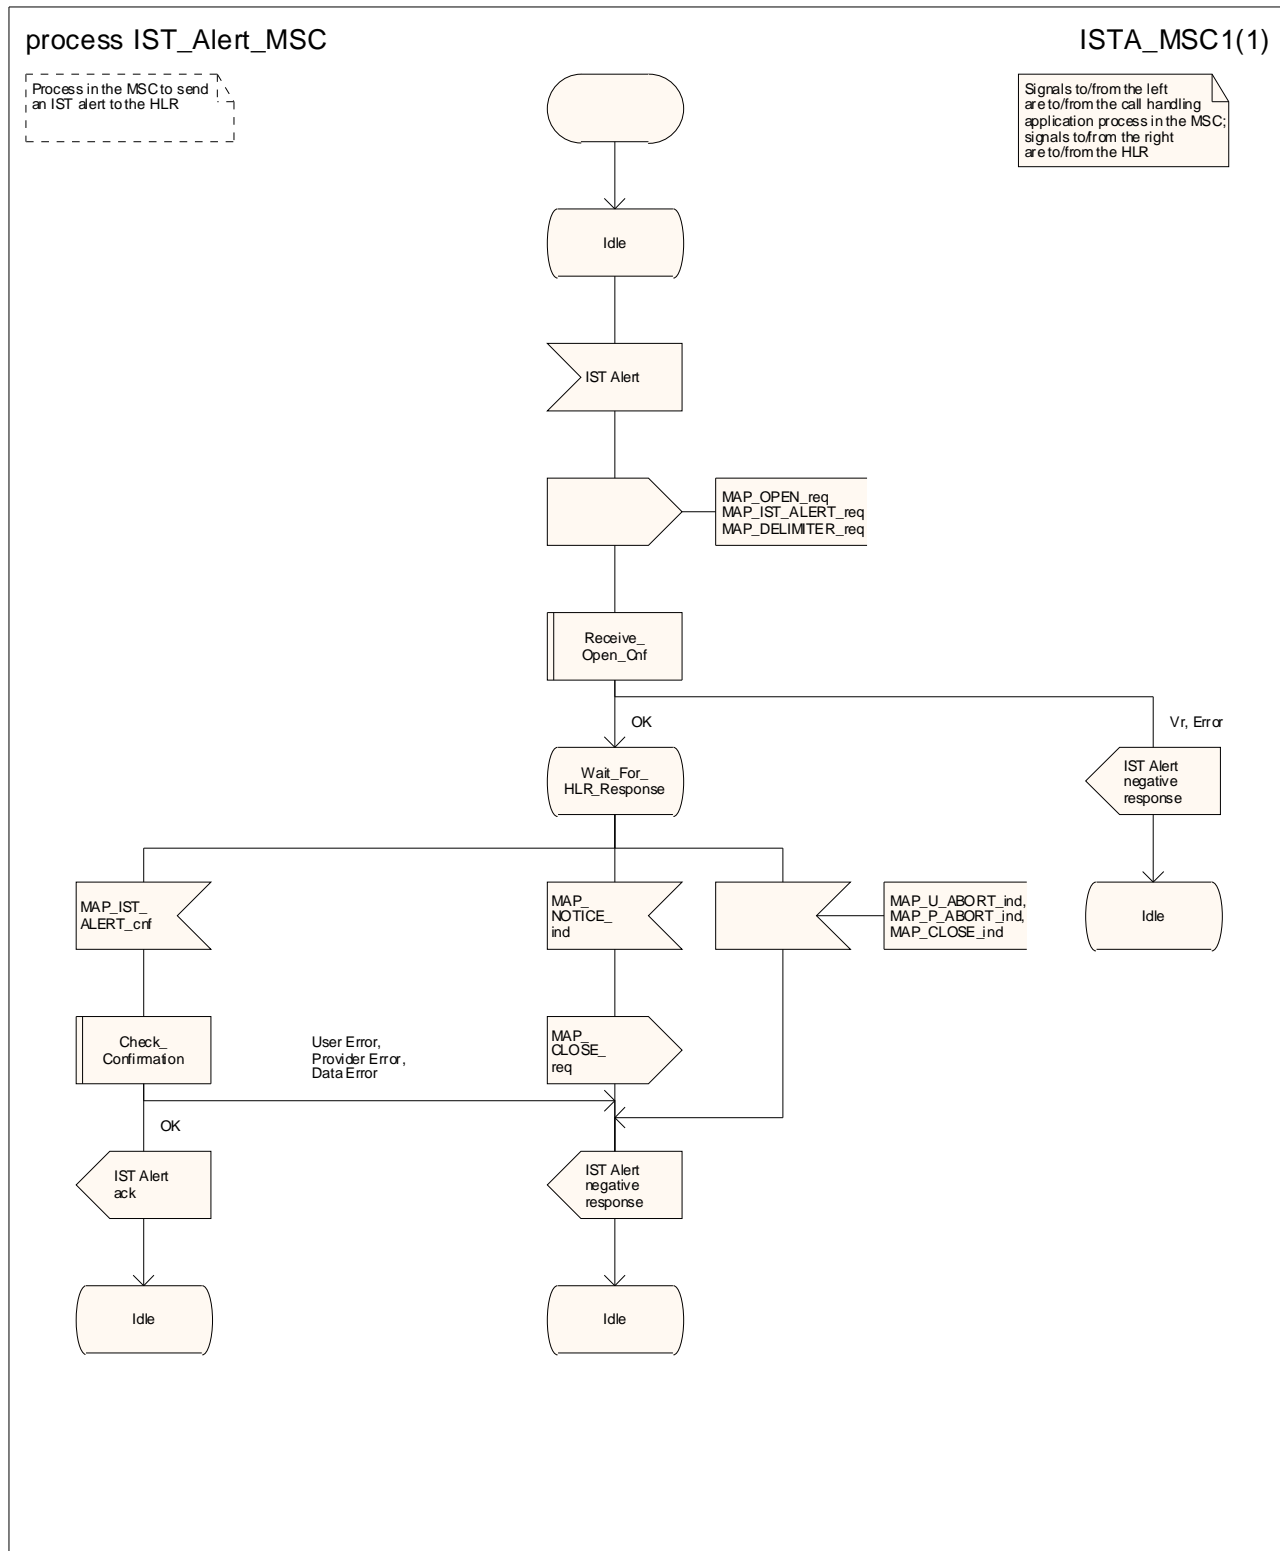 process IST_Alert_MSC
ISTA_MSC1(1)
Process in the MSC to send
an IST alert to the HLR
Signals to/from the left
are to/from the call handling
application process in the MSC;
signals to/from the right
are to/from the HLR
Idle
IST Alert
MAP_OPEN_req
MAP_IST_ALERT_req
MAP_DELIMITER_req
Receive_
Open_Cnf
OK
Vr, Error
Wait_For_
HLR_Response
IST Alert
negative
response
MAP_IST_
ALERT_cnf
MAP_
NOTICE_
ind
MAP_U_ABORT_ind,
MAP_P_ABORT_ind,
MAP_CLOSE_ind
Idle
Check_
Confirmation
User Error,
Provider Error,
Data Error
MAP_
CLOSE_
req
OK
IST Alert
ack
IST Alert
negative
response
Idle
Idle